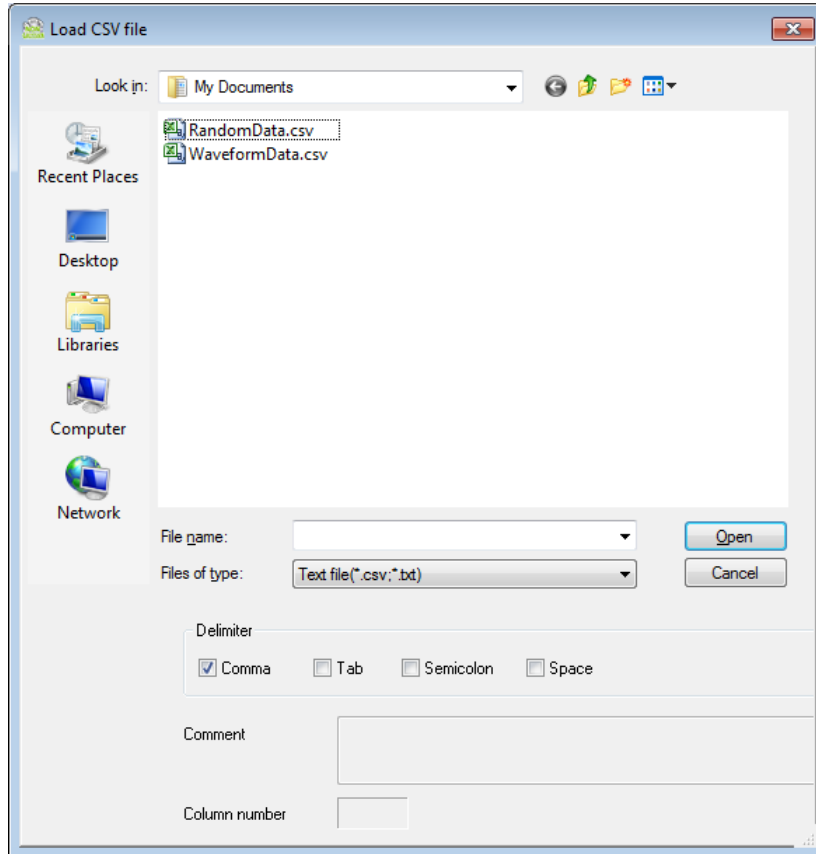 Load CSV file
Look in: My Documents
RandomData.csv
WaveformData.csv
Recent Places
Desktop
Libraries
Computer
Network
File name: Open
Files of type: Text file(*.csv;*.txt) Cancel
Delimiter
Comma Tab Semicolon Space
Comment
Column number